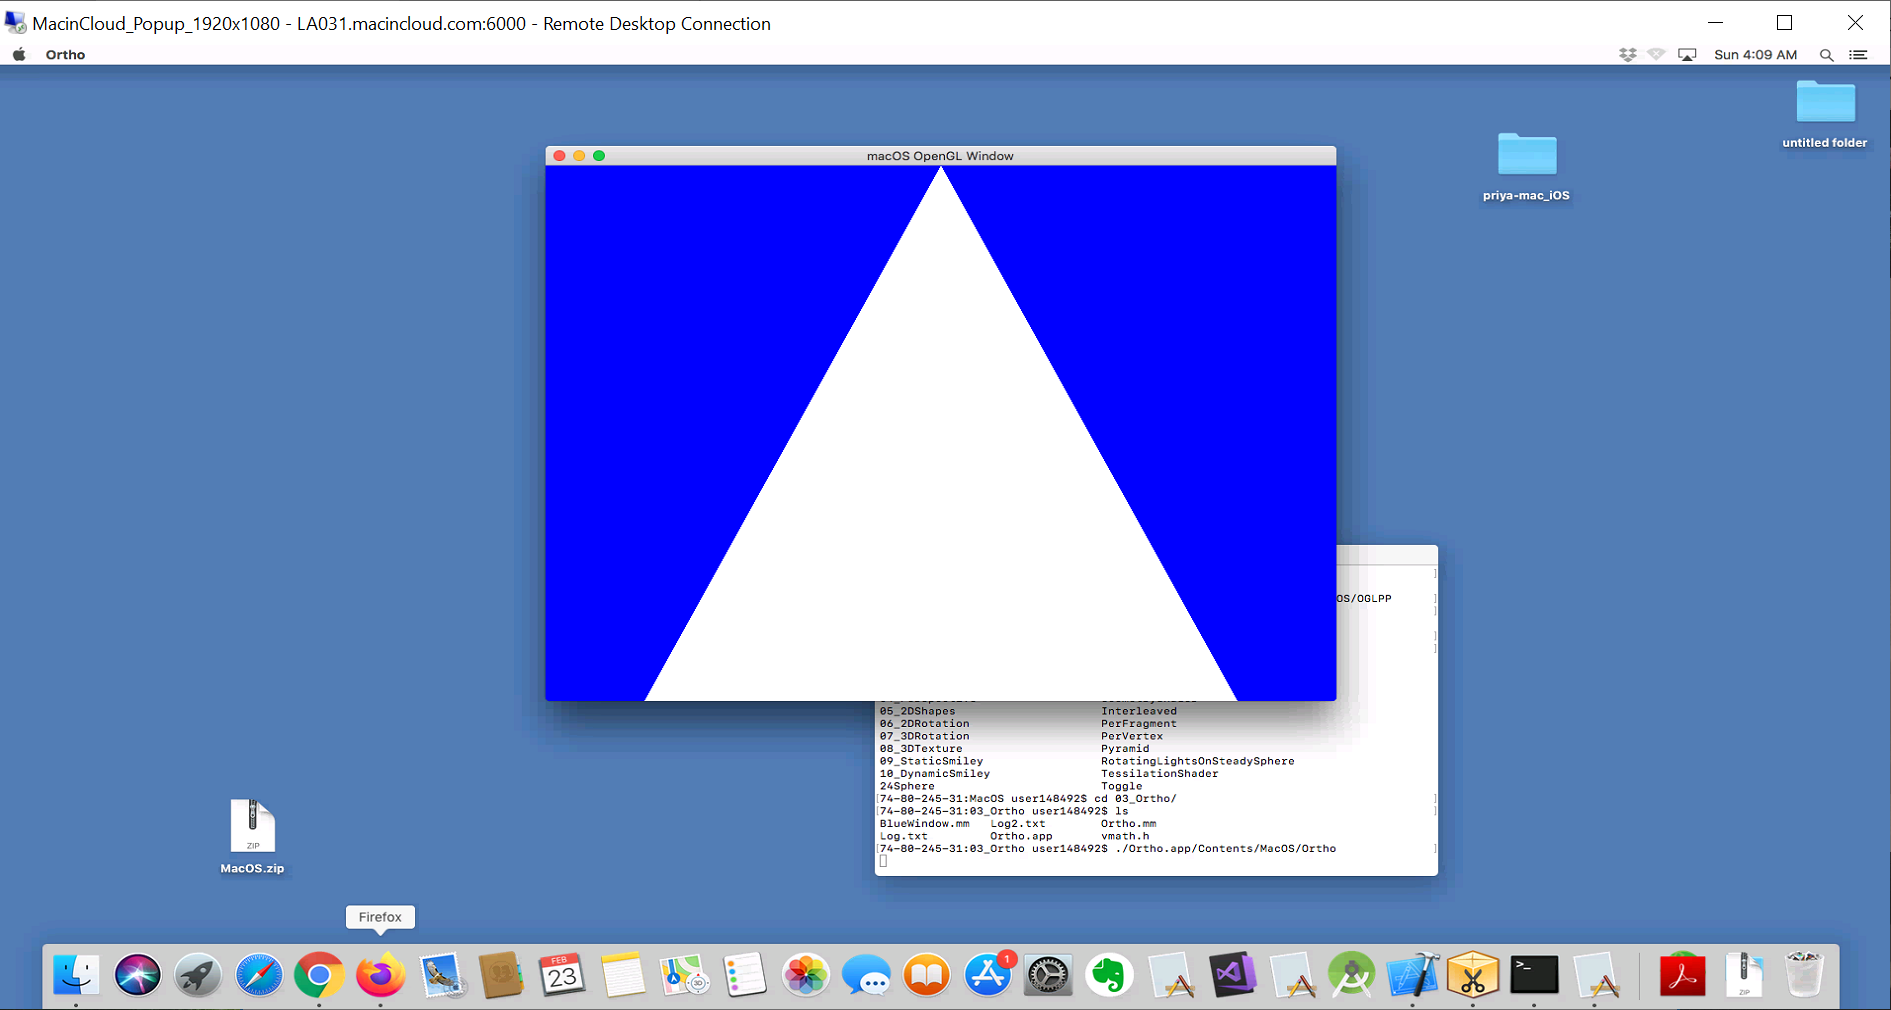 MacinCloud_Popup_1920x1080 - LA031.macincloud.com:6000 - Remote Desktop Connection
Ortho
Sun 4:09 AM
untitled folder
priya-mac_iOS
macOS OpenGL Window
OS/OGLPP
05_2DShapes Interleaved
06_2DRotation PerFragment
07_3DRotation PerVertex
08_3DTexture Pyramid
09_StaticSmiley RotatingLightsOnSteadySphere
10_DynamicSmiley TessilationShader
24Sphere Toggle
[74-80-245-31:MacOS user148492$ cd 03_Ortho/ ]
[74-80-245-31:03_Ortho user148492$ ls ]
BlueWindow.mm Log2.txt Ortho.mm
Log.txt Ortho.app vmath.h
[74-80-245-31:03_Ortho user148492$ ./Ortho.app/Contents/MacOS/Ortho ]
ZIP
MacOS.zip
Firefox
FEB
23
3D
1
>_
ZIP